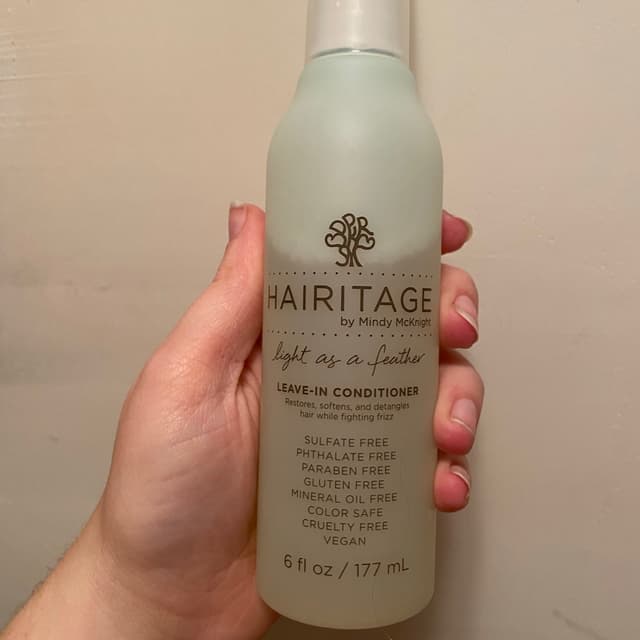 HAIRITAGE
by Mindy McKnight
light as a feather
LEAVE-IN CONDITIONER
Restores, softens, and detangles
hair while fighting frizz
SULFATE FREE
PHTHALATE FREE
PARABEN FREE
GLUTEN FREE
MINERAL OIL FREE
COLOR SAFE
CRUELTY FREE
VEGAN
6 fl oz / 177 mL